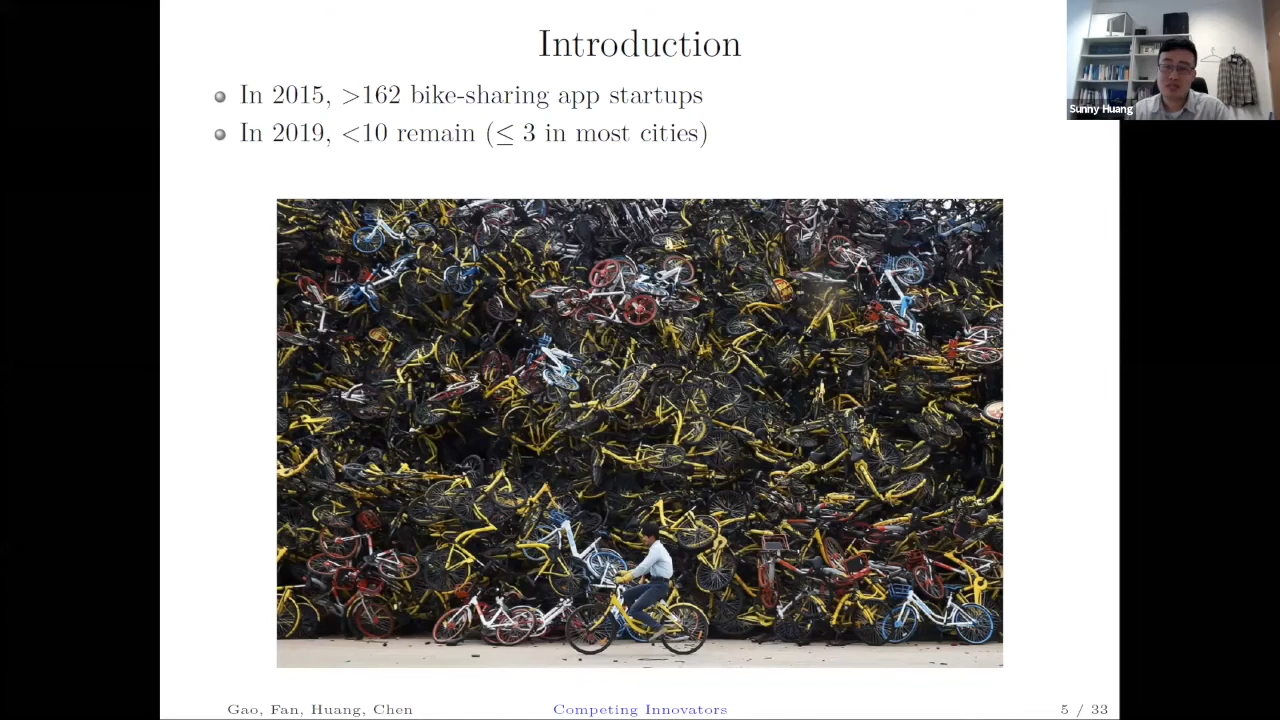 Introduction
In 2015, >162 bike-sharing app startups
In 2019, <10 remain (≤ 3 in most cities)
Sunny Huang
Gao, Fan, Huang, Chen
Competing Innovators
5 / 33